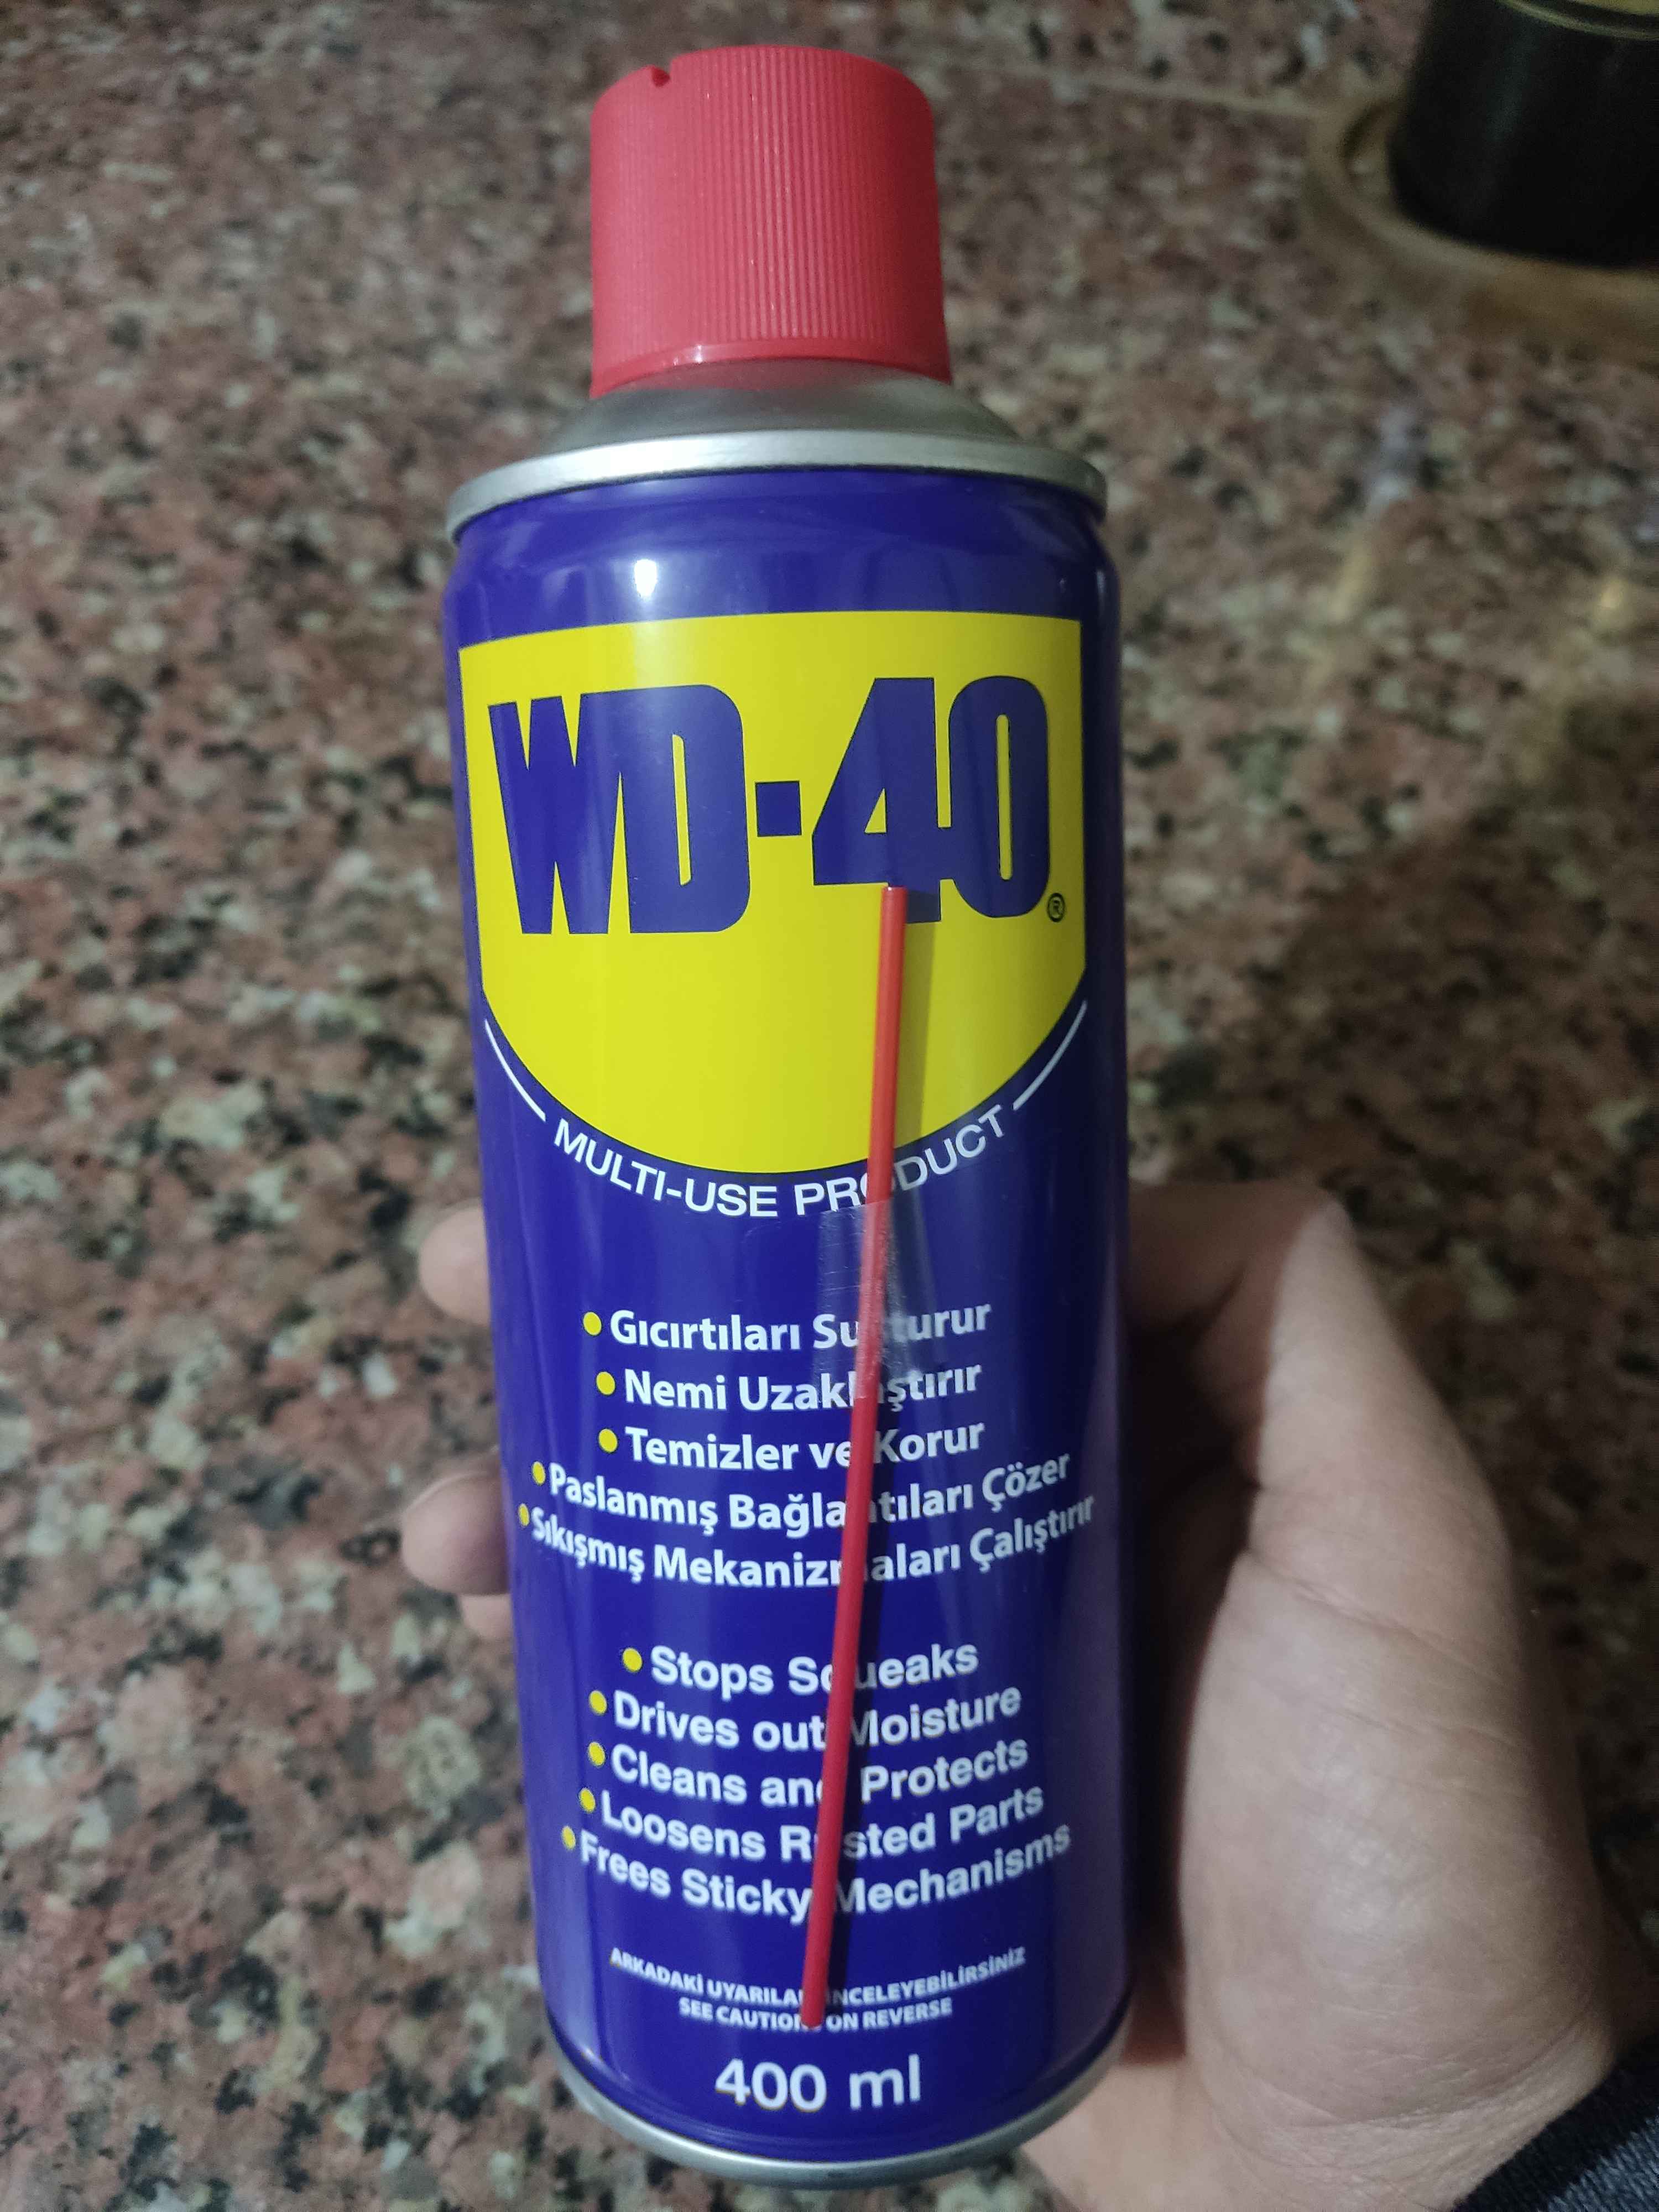 WD-40®
MULTI-USE PRODUCT
• Gıcırtıları Susturur
• Nemi Uzaklaştırır
• Temizler ve Korur
• Paslanmış Bağlantıları Çözer
• Sıkışmış Mekanizmaları Çalıştırır
• Stops Squeaks
• Drives out Moisture
• Cleans and Protects
• Loosens Rusted Parts
• Frees Sticky Mechanisms
ARKADAKİ UYARILARI İNCELEYEBİLİRSİNİZ
SEE CAUTIONS ON REVERSE
400 ml